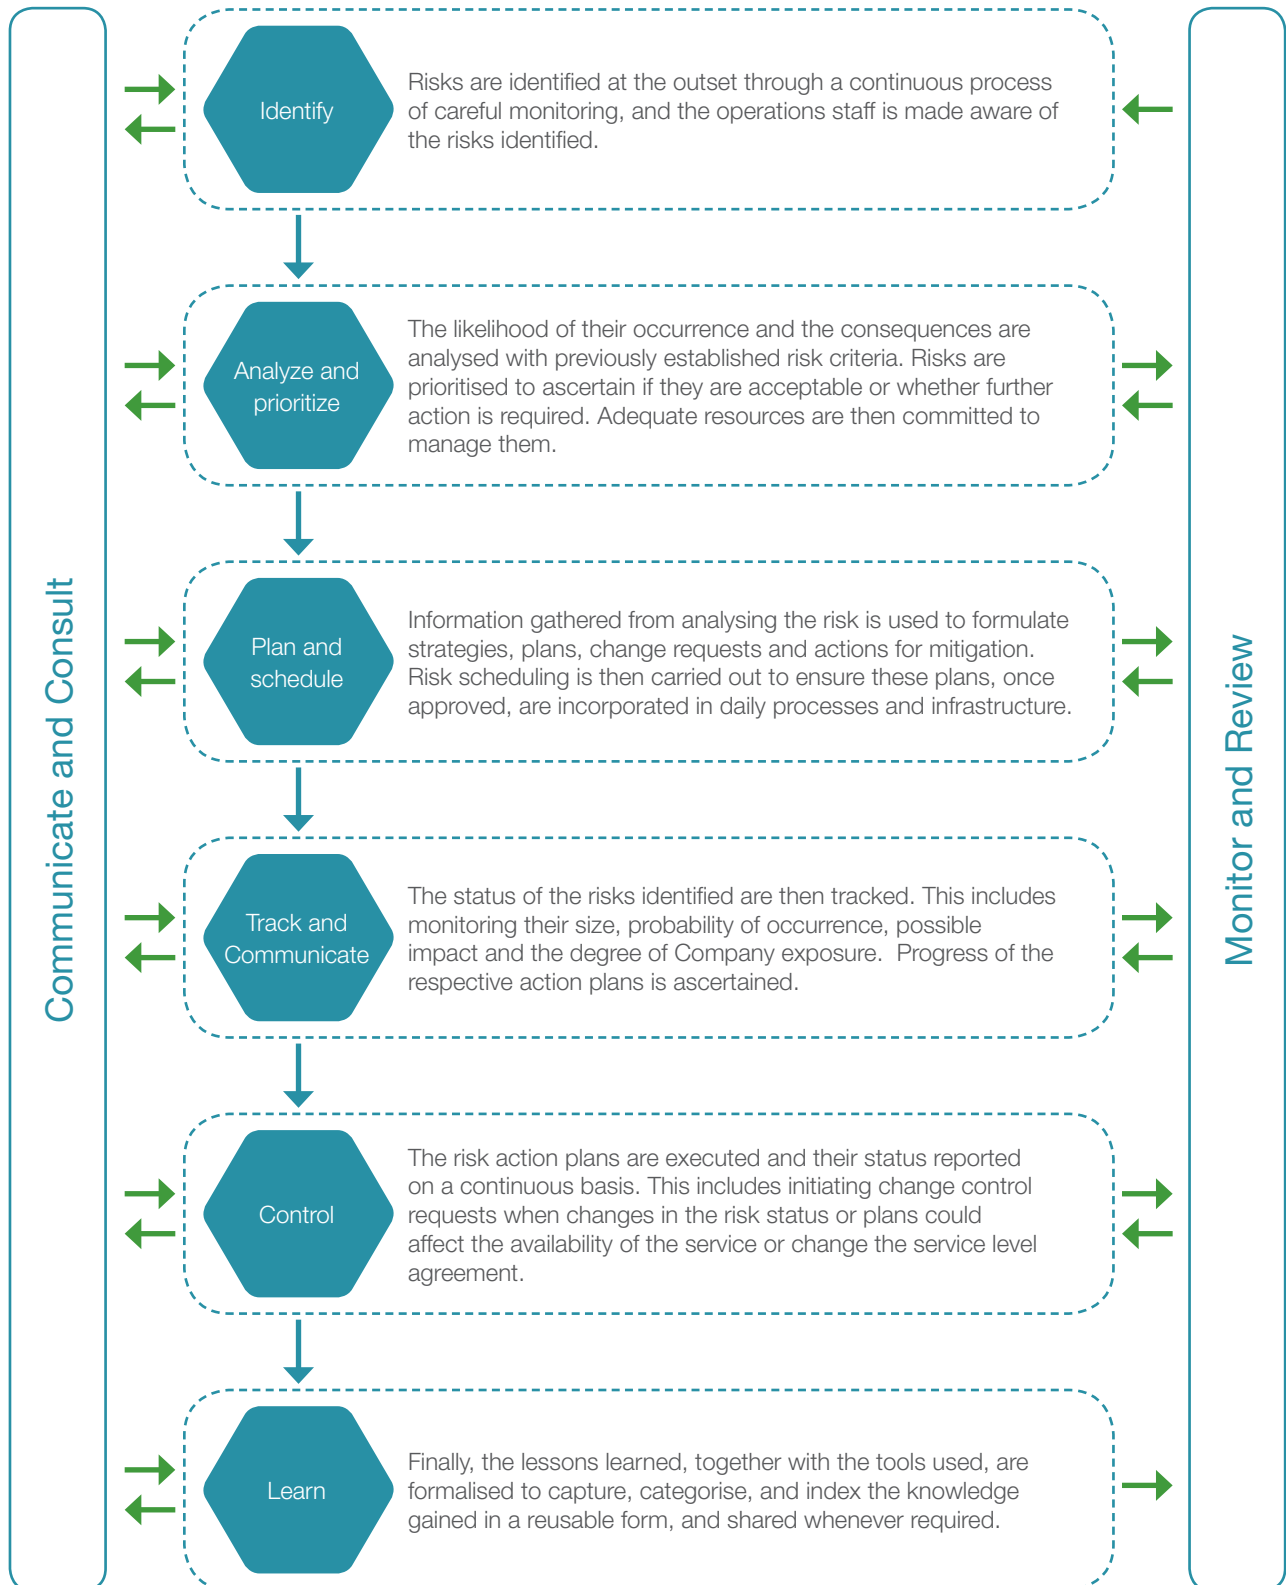 Communicate and Consult
Identify
Risks are identified at the outset through a continuous process
of careful monitoring, and the operations staff is made aware of
the risks identified.
Analyze and
prioritize
The likelihood of their occurrence and the consequences are
analysed with previously established risk criteria. Risks are
prioritised to ascertain if they are acceptable or whether further
action is required. Adequate resources are then committed to
manage them.
Plan and
schedule
Information gathered from analysing the risk is used to formulate
strategies, plans, change requests and actions for mitigation.
Risk scheduling is then carried out to ensure these plans, once
approved, are incorporated in daily processes and infrastructure.
Track and
Communicate
The status of the risks identified are then tracked. This includes
monitoring their size, probability of occurrence, possible
impact and the degree of Company exposure.  Progress of the
respective action plans is ascertained.
Control
The risk action plans are executed and their status reported
on a continuous basis. This includes initiating change control
requests when changes in the risk status or plans could
affect the availability of the service or change the service level
agreement.
Learn
Finally, the lessons learned, together with the tools used, are
formalised to capture, categorise, and index the knowledge
gained in a reusable form, and shared whenever required.
Monitor and Review